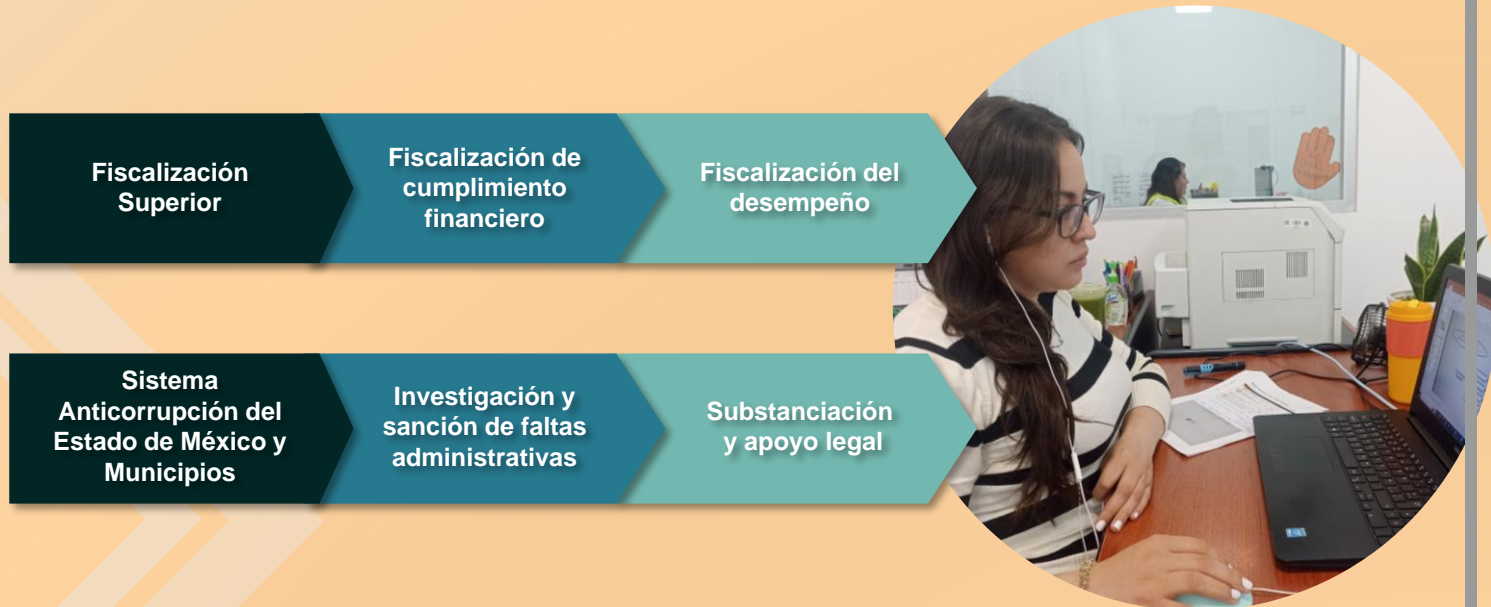 Fiscalización
Superior
Fiscalización de
cumplimiento
financiero
Fiscalización del
desempeño
Sistema
Anticorrupción del
Estado de México y
Municipios
Investigación y
sanción de faltas
administrativas
Substanciación
y apoyo legal